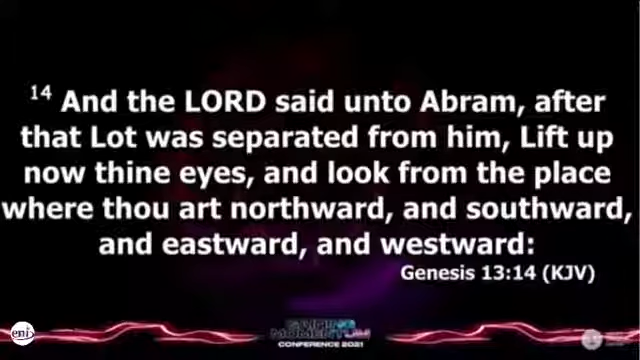 14 And the LORD said unto Abram, after
that Lot was separated from him, Lift up
now thine eyes, and look from the place
where thou art northward, and southward,
and eastward, and westward:
Genesis 13:14 (KJV)
eni
MOMENTUM
CONFERENCE 2021